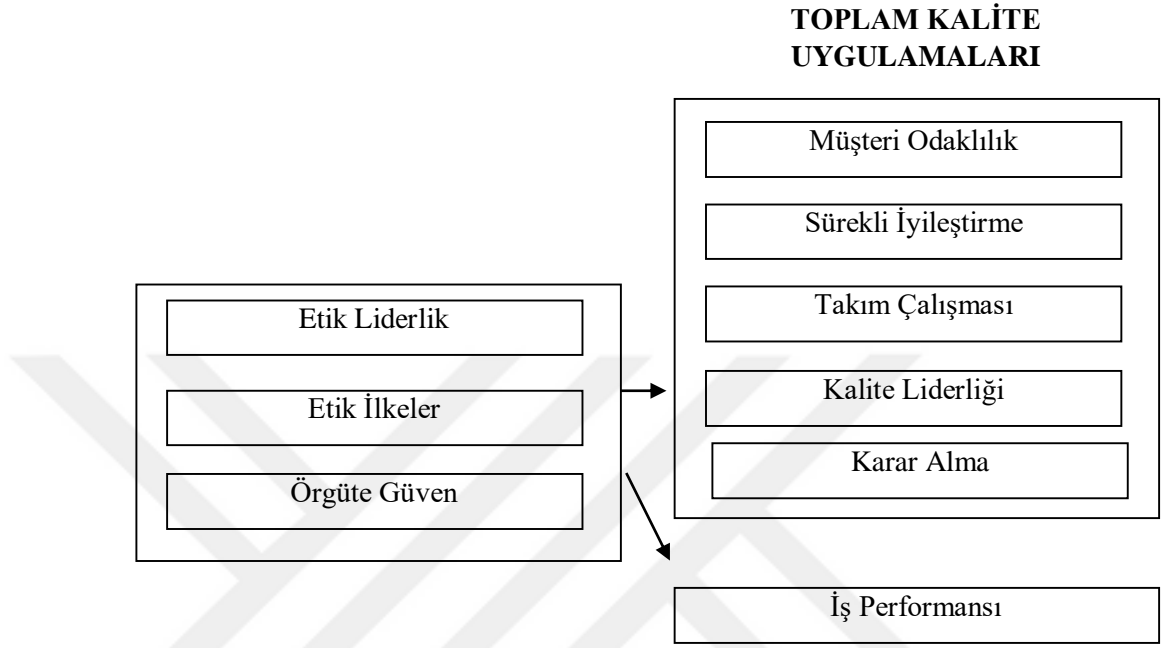 TOPLAM KALİTE
UYGULAMALARI
Müşteri Odaklılık
Sürekli İyileştirme
Takım Çalışması
Kalite Liderliği
Karar Alma
Etik Liderlik
Etik İlkeler
Örgüte Güven
İş Performansı